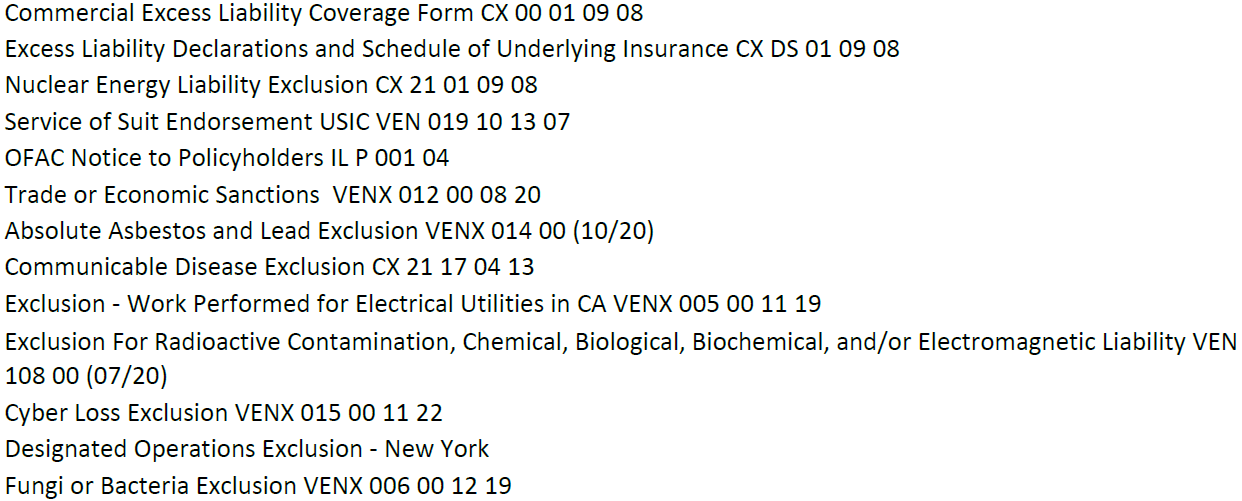 Commercial Excess Liability Coverage Form CX 00 01 09 08
Excess Liability Declarations and Schedule of Underlying Insurance CX DS 01 09 08
Nuclear Energy Liability Exclusion CX 21 01 09 08
Service of Suit Endorsement USIC VEN 019 10 13 07
OFAC Notice to Policyholders IL P 001 04
Trade or Economic Sanctions  VENX 012 00 08 20
Absolute Asbestos and Lead Exclusion VENX 014 00 (10/20)
Communicable Disease Exclusion CX 21 17 04 13
Exclusion - Work Performed for Electrical Utilities in CA VENX 005 00 11 19
Exclusion For Radioactive Contamination, Chemical, Biological, Biochemical, and/or Electromagnetic Liability VEN
108 00 (07/20)
Cyber Loss Exclusion VENX 015 00 11 22
Designated Operations Exclusion - New York
Fungi or Bacteria Exclusion VENX 006 00 12 19